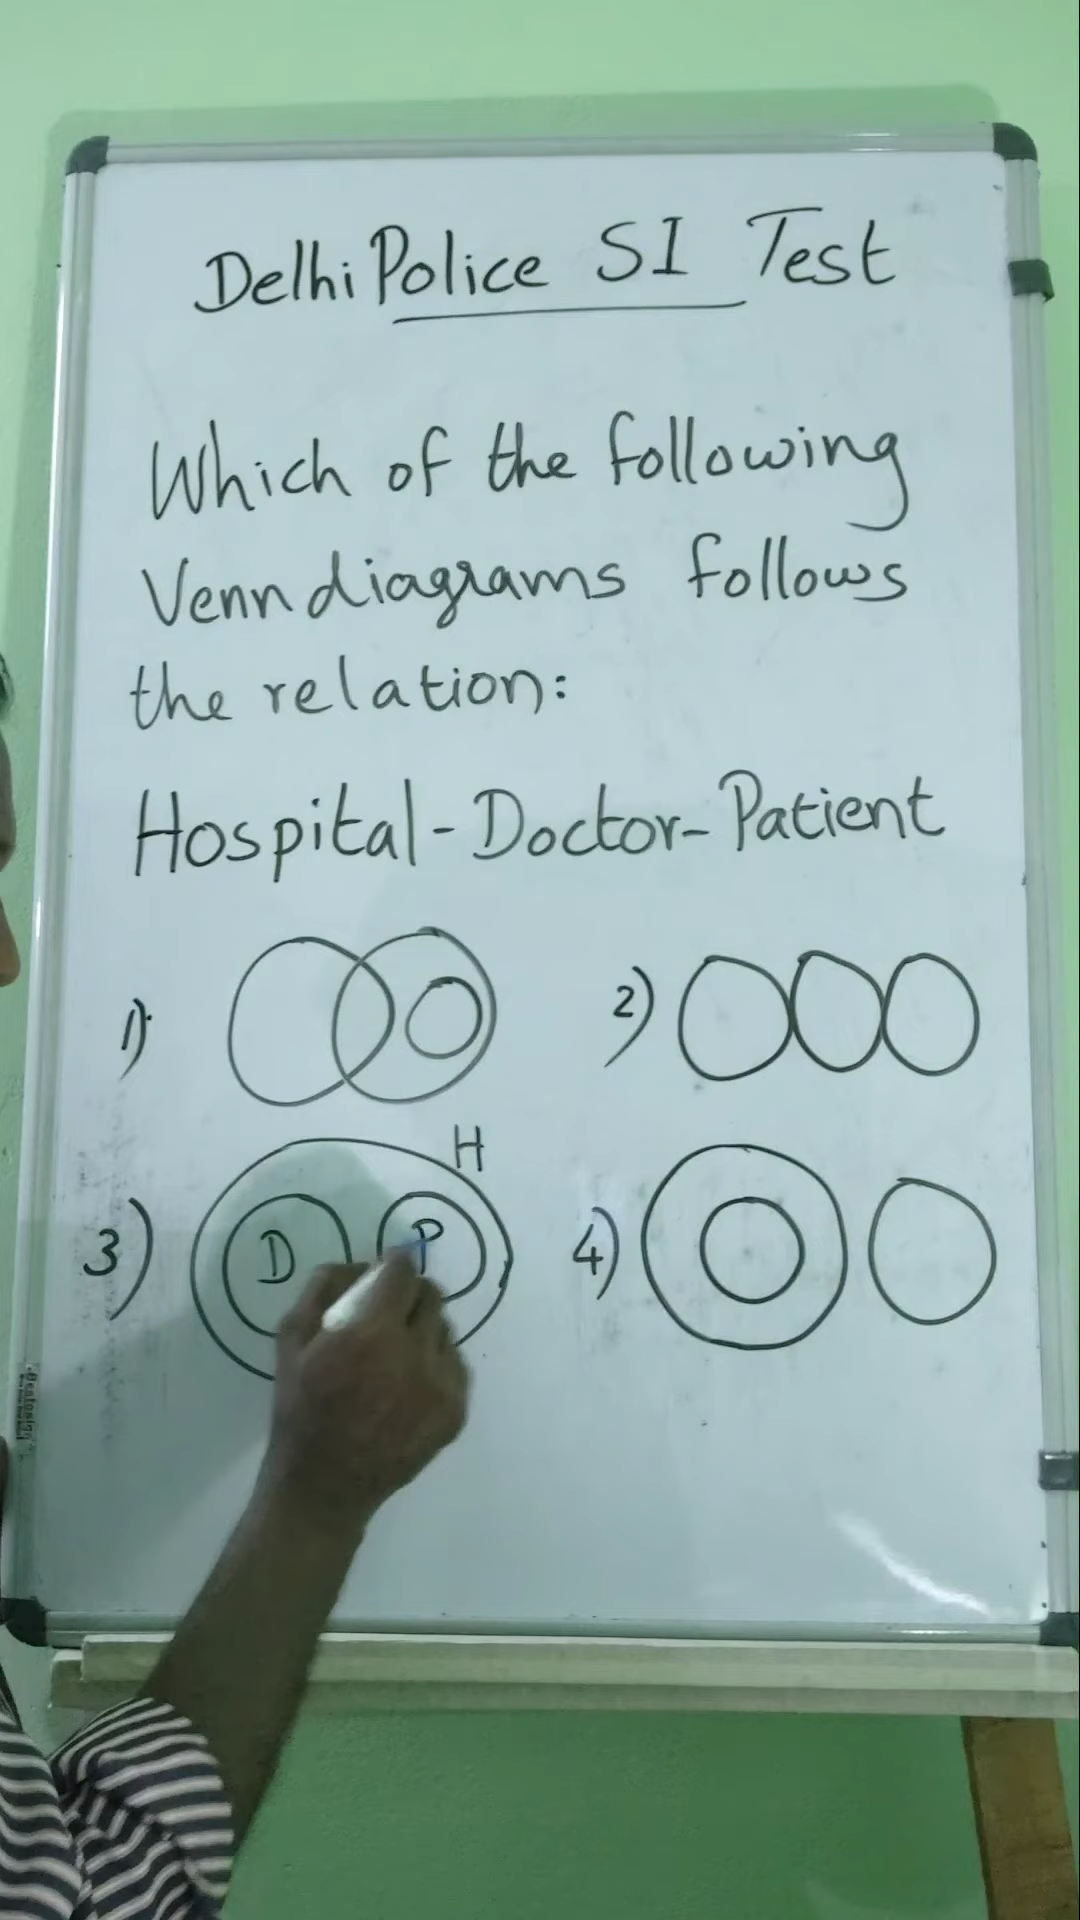 Delhi Police SI Test
Which of the following
Venn diagrams follows
the relation:
Hospital-Doctor-Patient
1)
2)
H
3) D P
4)